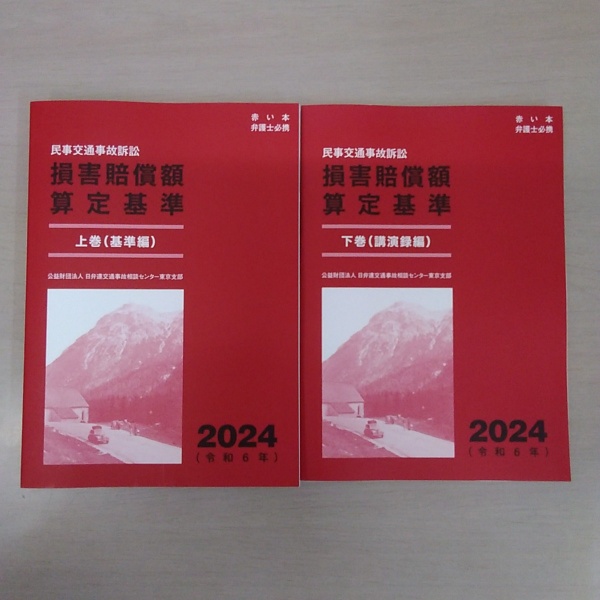 赤い本
弁護士必携
民事交通事故訴訟
損害賠償額
算定基準
上巻(基準編)
公益財団法人 日弁連交通事故相談センター東京支部
2024
(令和6年)
赤い本
弁護士必携
民事交通事故訴訟
損害賠償額
算定基準
下巻(講演録編)
公益財団法人 日弁連交通事故相談センター東京支部
2024
(令和6年)